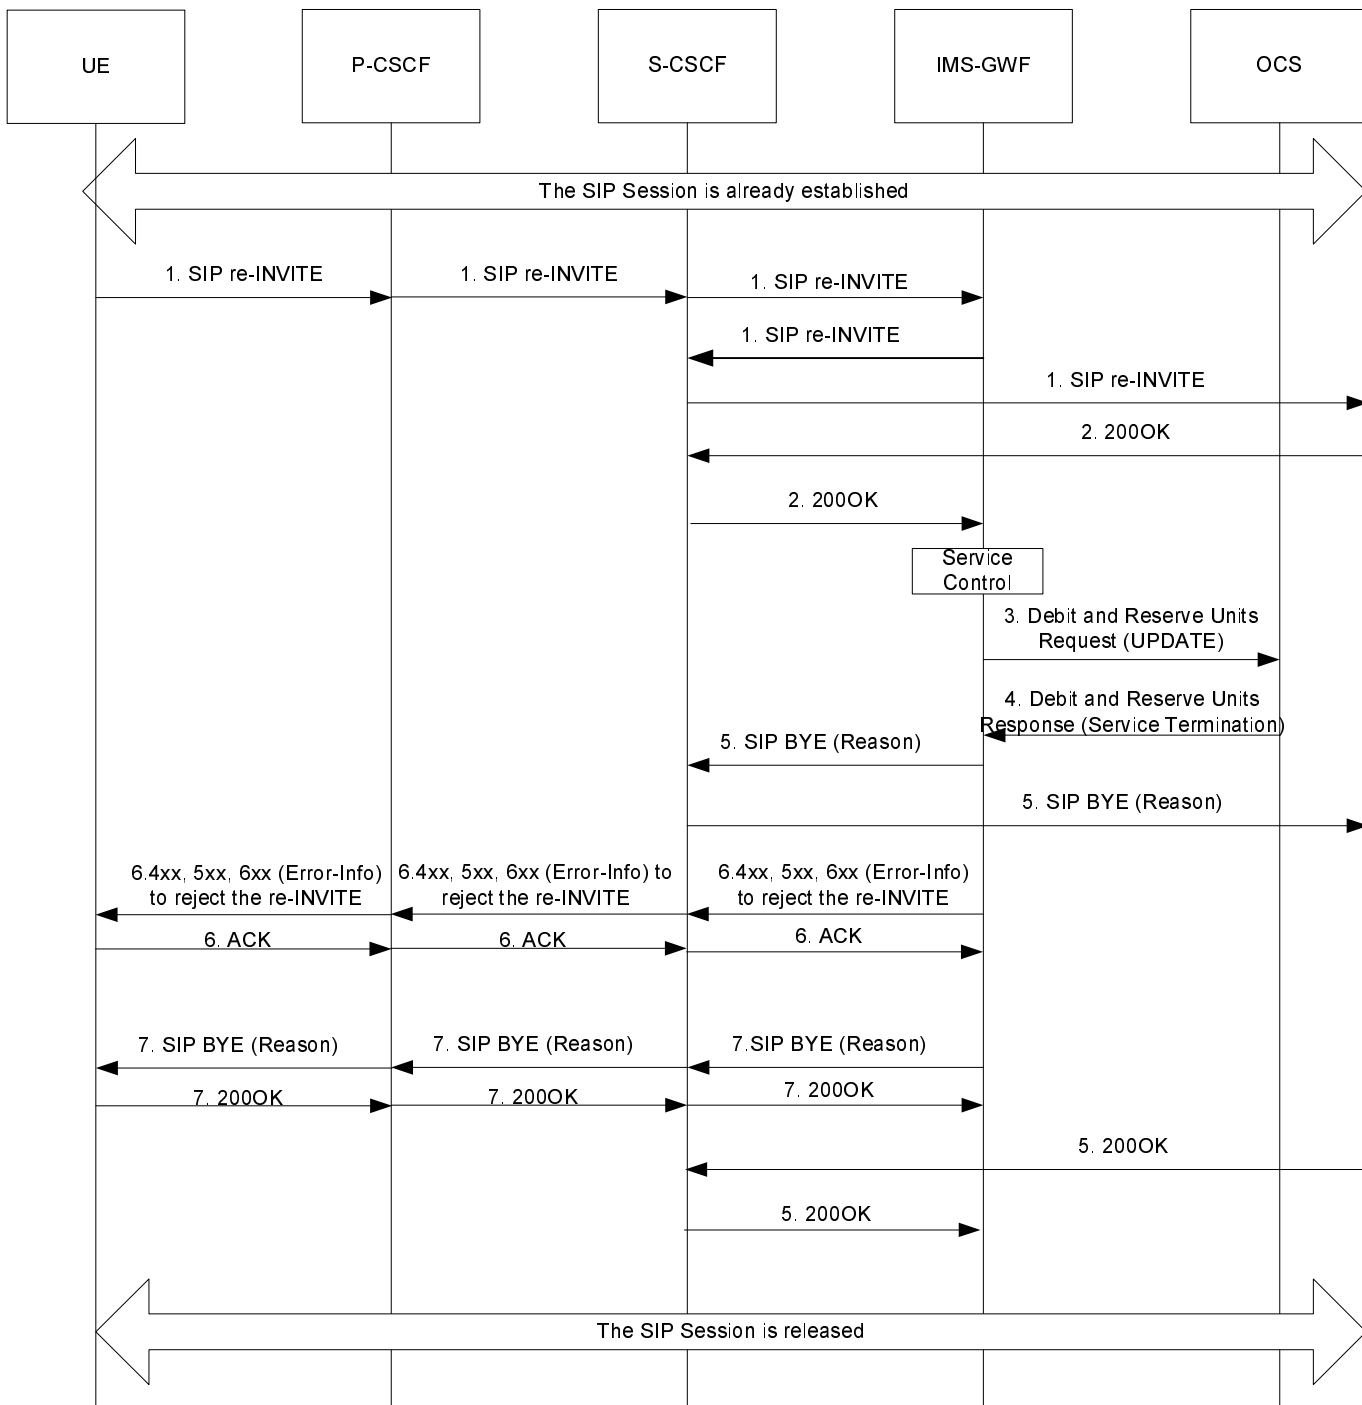 UE
P-CSCF
S-CSCF
IMS-GWF
OCS
The SIP Session is already established
1. SIP re-INVITE
1. SIP re-INVITE
1. SIP re-INVITE
1. SIP re-INVITE
1. SIP re-INVITE
2. 200OK
2. 200OK
Service
Control
3. Debit and Reserve Units
Request (UPDATE)
4. Debit and Reserve Units
Response (Service Termination)
5. SIP BYE (Reason)
5. SIP BYE (Reason)
6.4xx, 5xx, 6xx (Error-Info)
to reject the re-INVITE
6.4xx, 5xx, 6xx (Error-Info) to
reject the re-INVITE
6.4xx, 5xx, 6xx (Error-Info)
to reject the re-INVITE
6. ACK
6. ACK
6. ACK
7. SIP BYE (Reason)
7. SIP BYE (Reason)
7.SIP BYE (Reason)
7. 200OK
7. 200OK
7. 200OK
5. 200OK
5. 200OK
The SIP Session is released